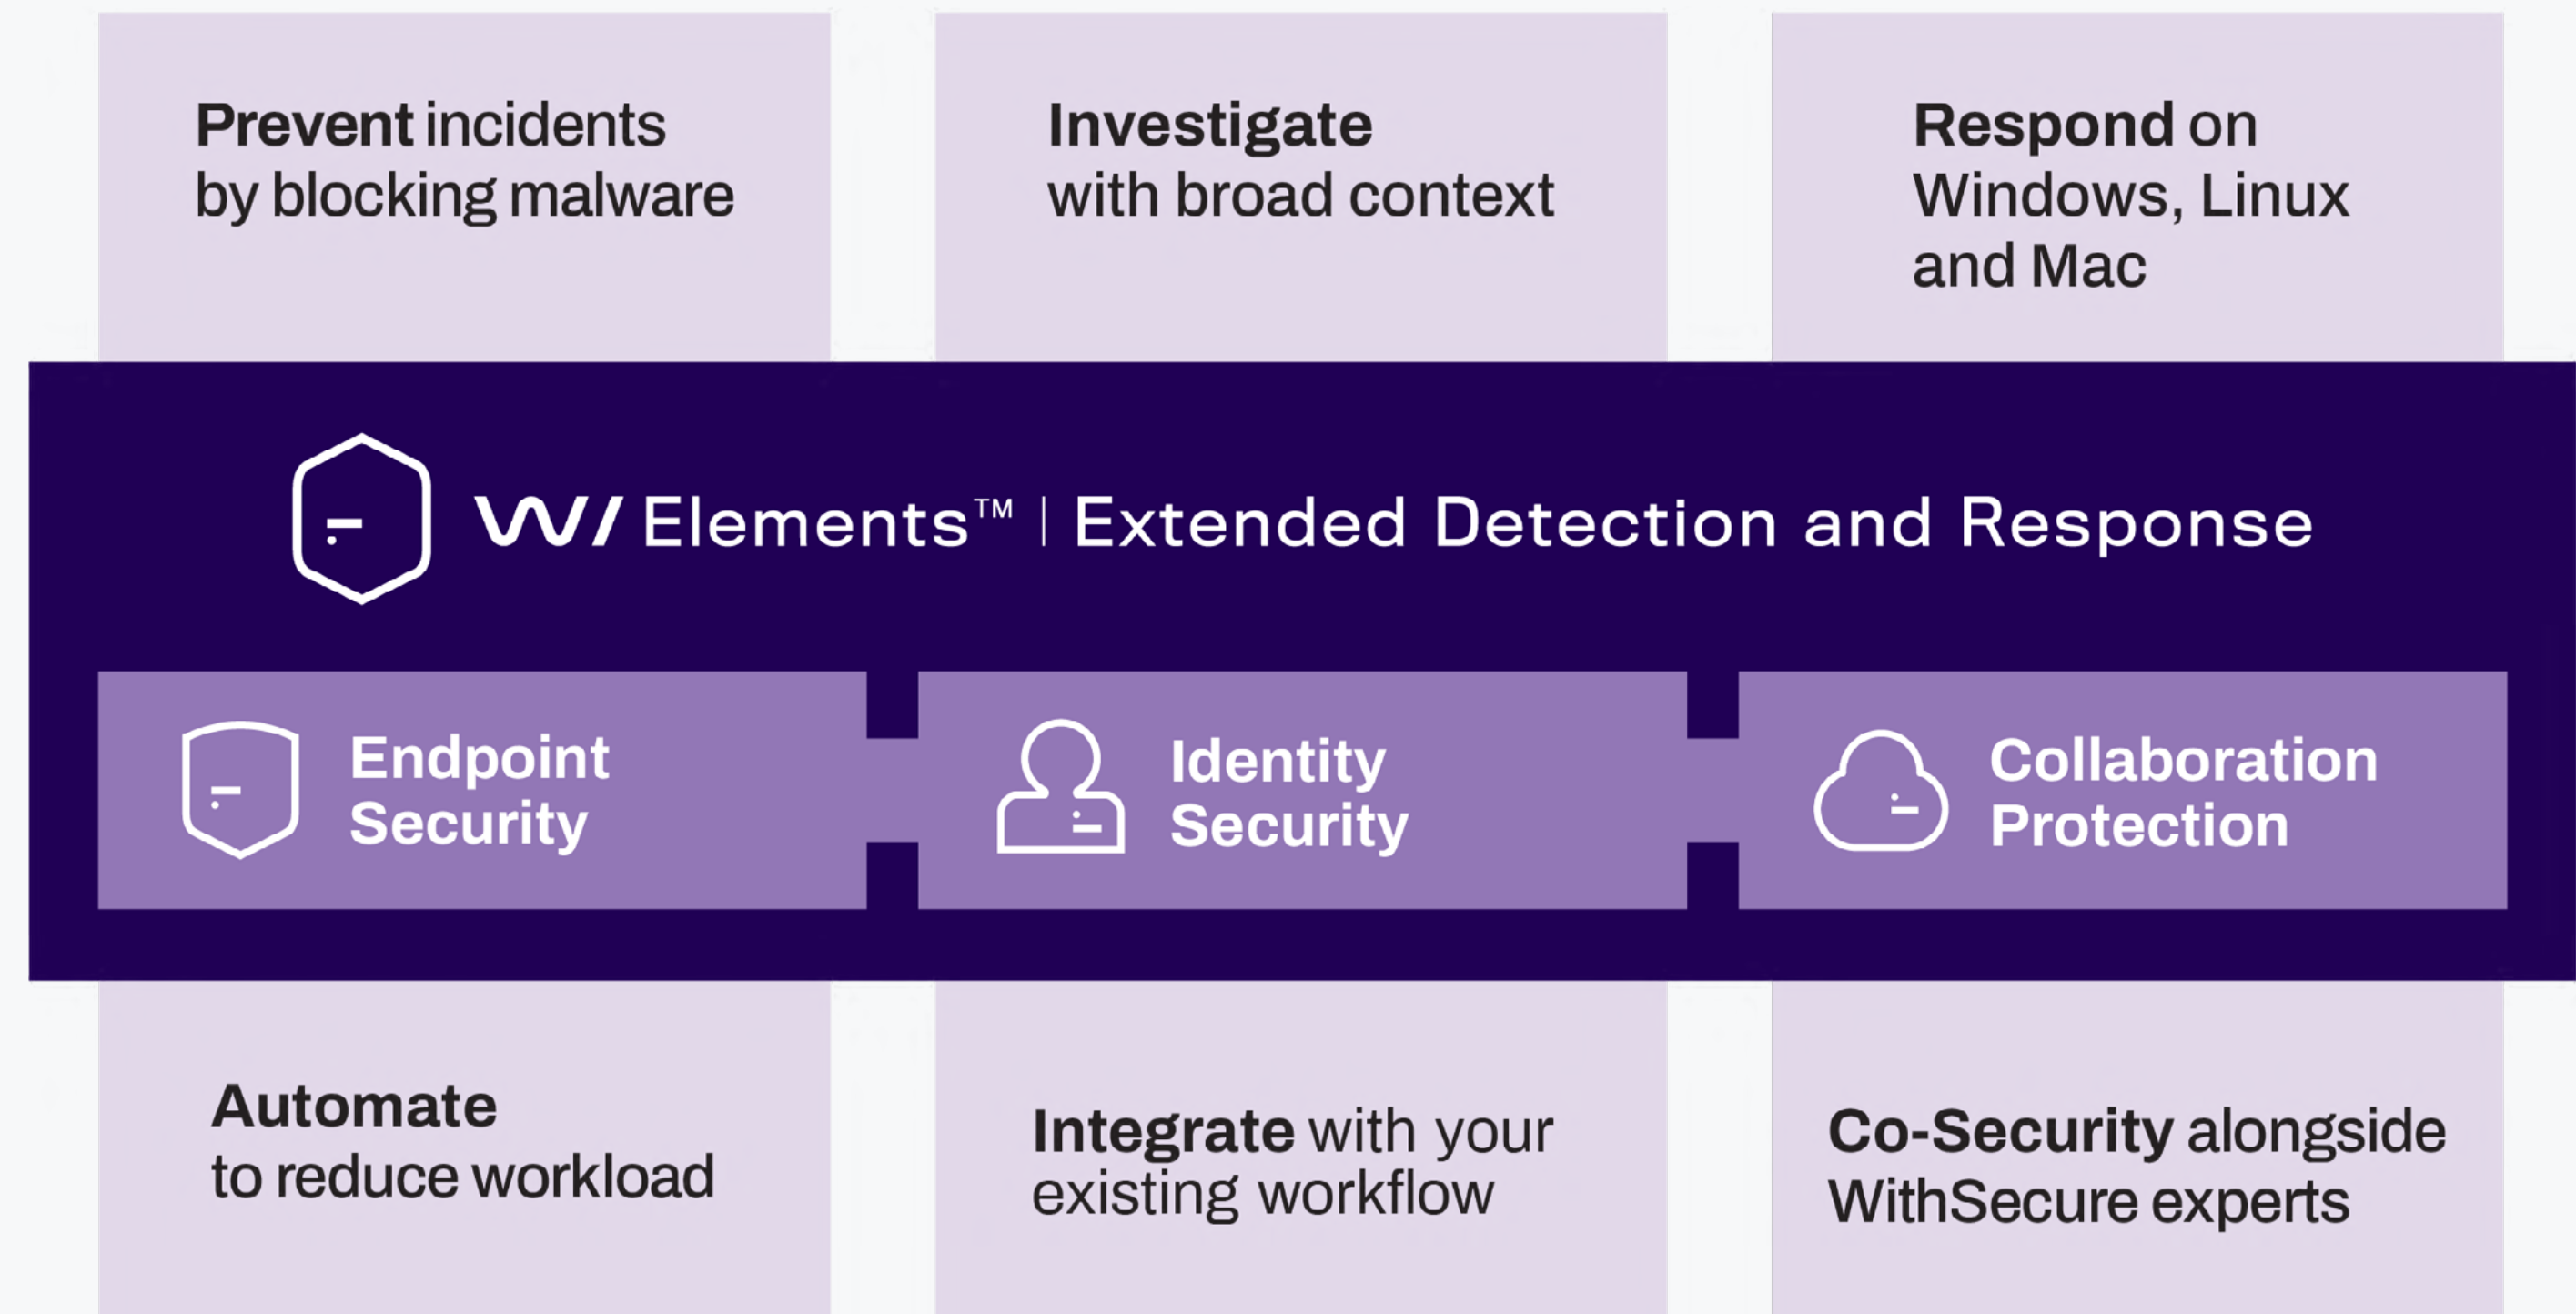 Prevent incidents
by blocking malware
Investigate
with broad context
Respond on
Windows, Linux
and Mac
W/ Elements™ | Extended Detection and Response
Endpoint
Security
Identity
Security
Collaboration
Protection
Automate
to reduce workload
Integrate with your
existing workflow
Co-Security alongside
WithSecure experts